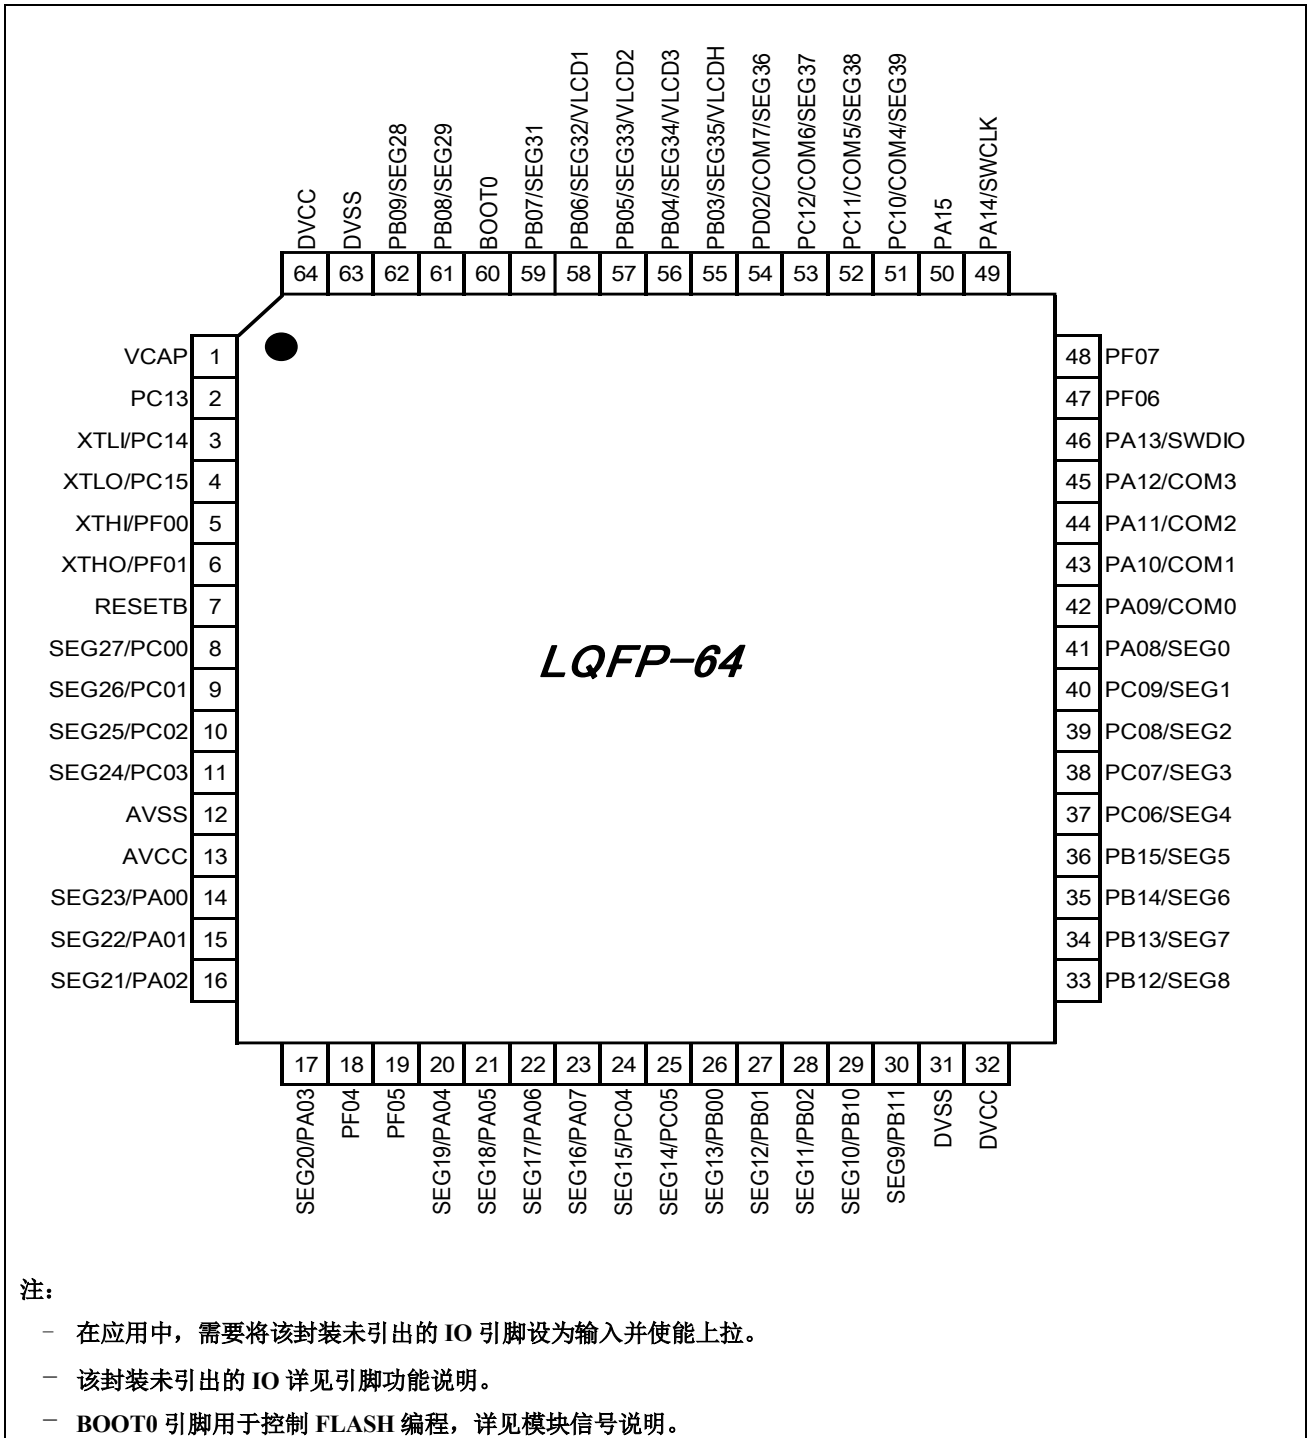 DVCC
DVSS
PB09/SEG28
PB08/SEG29
BOOT0
PB07/SEG31
PB06/SEG32/VLCD1
PB05/SEG33/VLCD2
PB04/SEG34/VLCD3
PB03/SEG35/VLCDH
PD02/COM7/SEG36
PC12/COM6/SEG37
PC11/COM5/SEG38
PC10/COM4/SEG39
PA15
PA14/SWCLK
64 63 62 61 60 59 58 57 56 55 54 53 52 51 50 49
VCAP 1
PC13 2
XTLI/PC14 3
XTLO/PC15 4
XTHI/PF00 5
XTHO/PF01 6
RESETB 7
SEG27/PC00 8
SEG26/PC01 9
SEG25/PC02 10
SEG24/PC03 11
AVSS 12
AVCC 13
SEG23/PA00 14
SEG22/PA01 15
SEG21/PA02 16
LQFP-64
48 PF07
47 PF06
46 PA13/SWDIO
45 PA12/COM3
44 PA11/COM2
43 PA10/COM1
42 PA09/COM0
41 PA08/SEG0
40 PC09/SEG1
39 PC08/SEG2
38 PC07/SEG3
37 PC06/SEG4
36 PB15/SEG5
35 PB14/SEG6
34 PB13/SEG7
33 PB12/SEG8
17 18 19 20 21 22 23 24 25 26 27 28 29 30 31 32
SEG20/PA03
PF04
PF05
SEG19/PA04
SEG18/PA05
SEG17/PA06
SEG16/PA07
SEG15/PC04
SEG14/PC05
SEG13/PB00
SEG12/PB01
SEG11/PB02
SEG10/PB10
SEG9/PB11
DVSS
DVCC
注：
– 在应用中，需要将该封装未引出的 IO 引脚设为输入并使能上拉。
– 该封装未引出的 IO 详见引脚功能说明。
– BOOT0 引脚用于控制 FLASH 编程，详见模块信号说明。